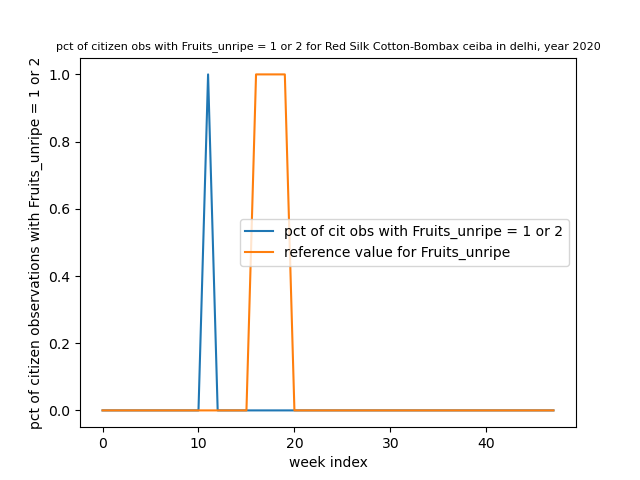 pct of citizen obs with Fruits_unripe = 1 or 2 for Red Silk Cotton-Bombax ceiba in delhi, year 2020
pct of citizen observations with Fruits_unripe = 1 or 2
1.0
0.8
0.6
0.4
0.2
0.0
pct of cit obs with Fruits_unripe = 1 or 2
reference value for Fruits_unripe
0 10 20 30 40
week index